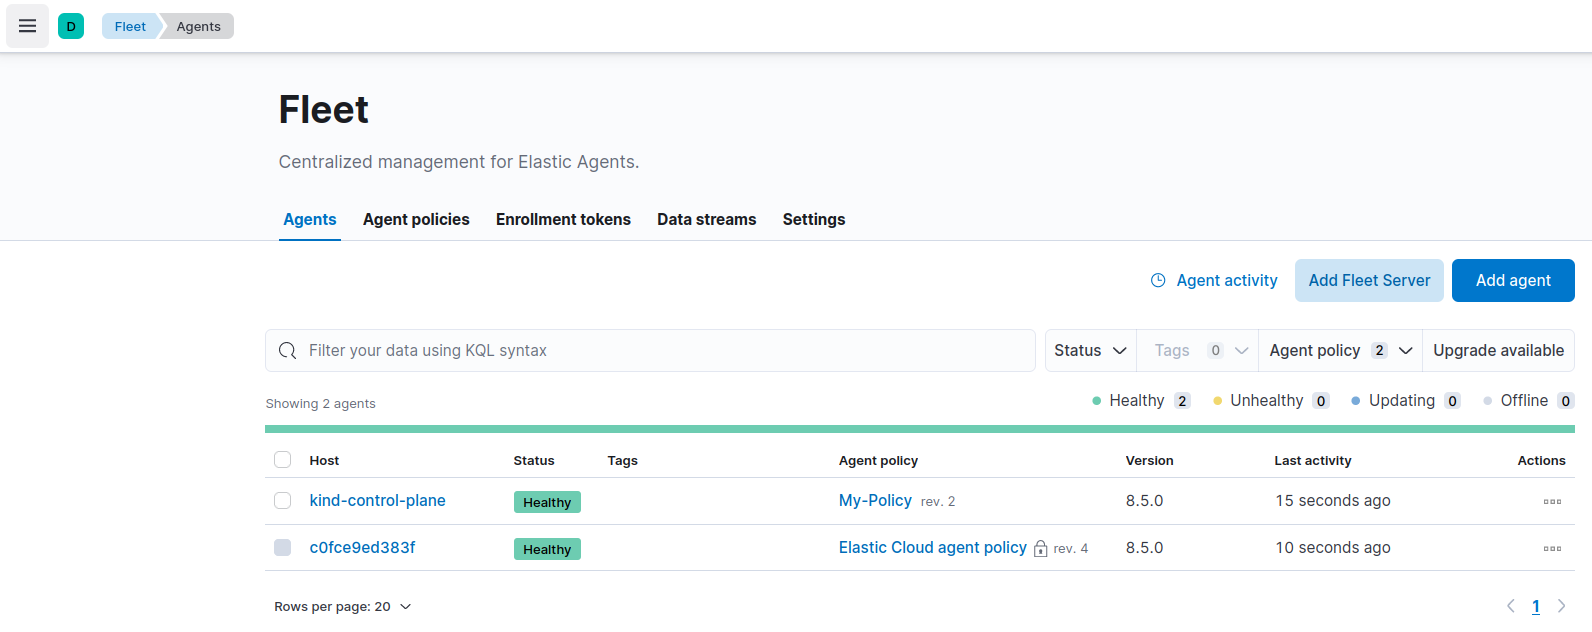 D Fleet Agents
Fleet
Centralized management for Elastic Agents.
Agents Agent policies Enrollment tokens Data streams Settings
Agent activity Add Fleet Server Add agent
Filter your data using KQL syntax Status Tags 0 Agent policy 2 Upgrade available
Showing 2 agents Healthy 2 Unhealthy 0 Updating 0 Offline 0
Host Status Tags Agent policy Version Last activity Actions
kind-control-plane Healthy My-Policy rev. 2 8.5.0 15 seconds ago
c0fce9ed383f Healthy Elastic Cloud agent policy rev. 4 8.5.0 10 seconds ago
Rows per page: 20 1